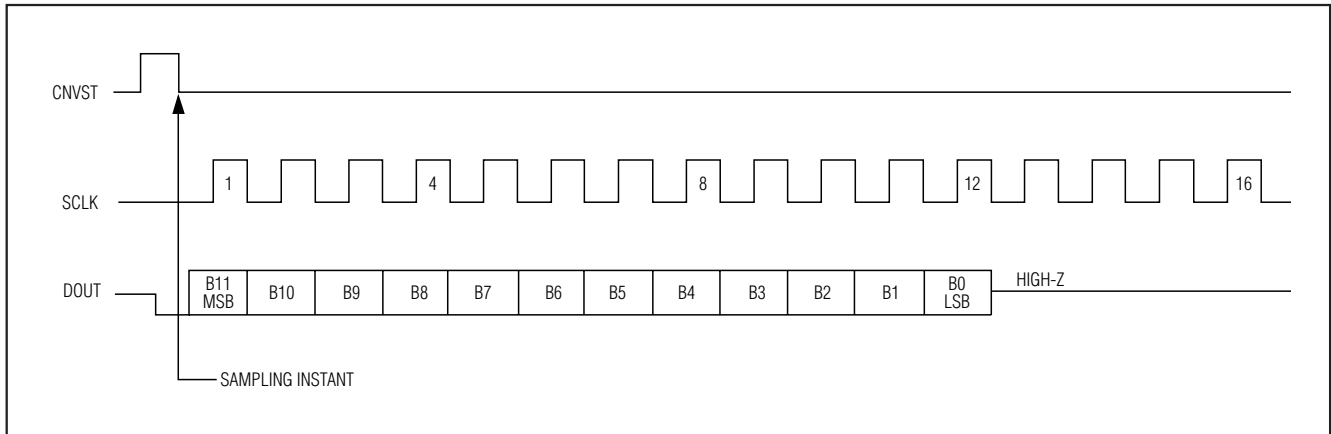 CNVST
SCLK
1
4
8
12
16
DOUT
B11
MSB
B10
B9
B8
B7
B6
B5
B4
B3
B2
B1
B0
LSB
HIGH-Z
SAMPLING INSTANT